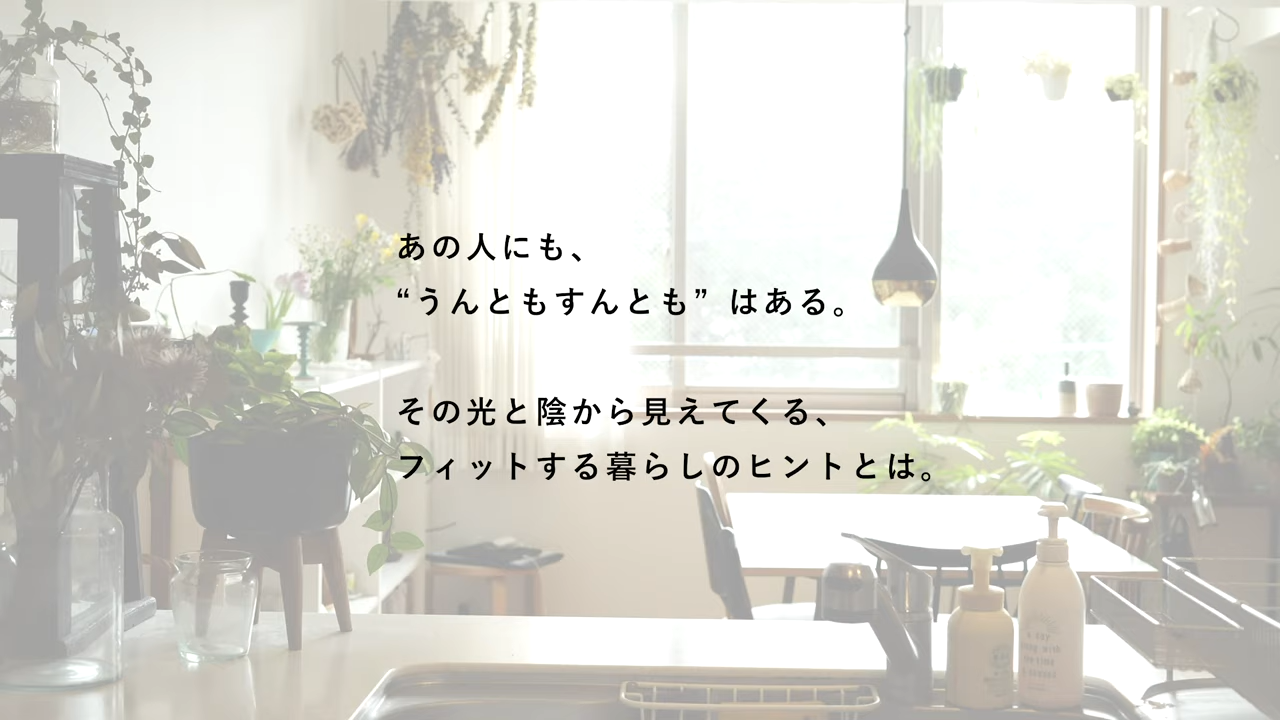 あの人にも、
“うんともすんとも” はある。
その光と陰から見えてくる、
フィットする暮らしのヒントとは。